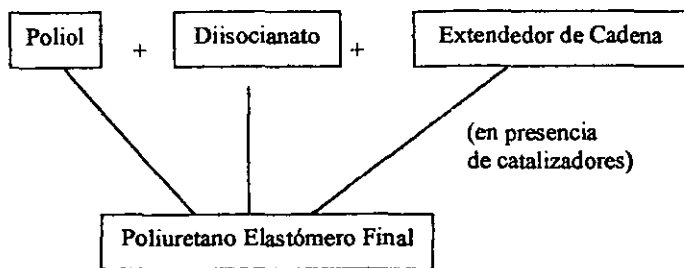 Poliol + Diisocianato + Extendedor de Cadena
(en presencia
de catalizadores)
Poliuretano Elastómero Final